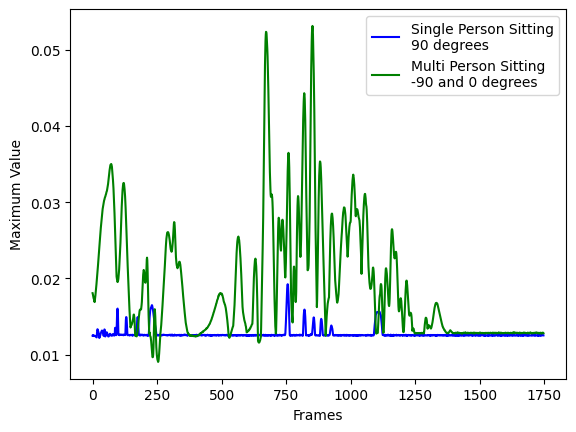 Single Person Sitting
90 degrees
Multi Person Sitting
-90 and 0 degrees
0.05
0.04
0.03
0.02
0.01
Maximum Value
0 250 500 750 1000 1250 1500 1750
Frames